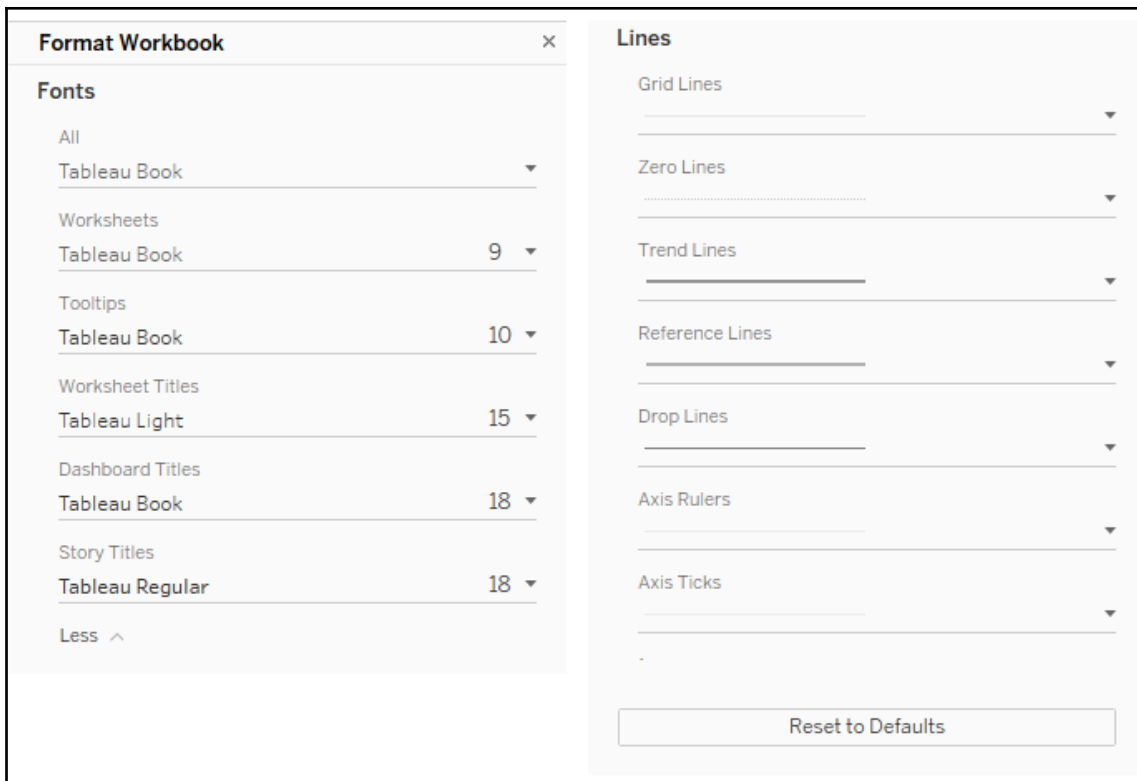 Format Workbook ×
Fonts
All
Tableau Book
Worksheets
Tableau Book 9
Tooltips
Tableau Book 10
Worksheet Titles
Tableau Light 15
Dashboard Titles
Tableau Book 18
Story Titles
Tableau Regular 18
Less
Lines
Grid Lines
Zero Lines
Trend Lines
Reference Lines
Drop Lines
Axis Rulers
Axis Ticks
Reset to Defaults